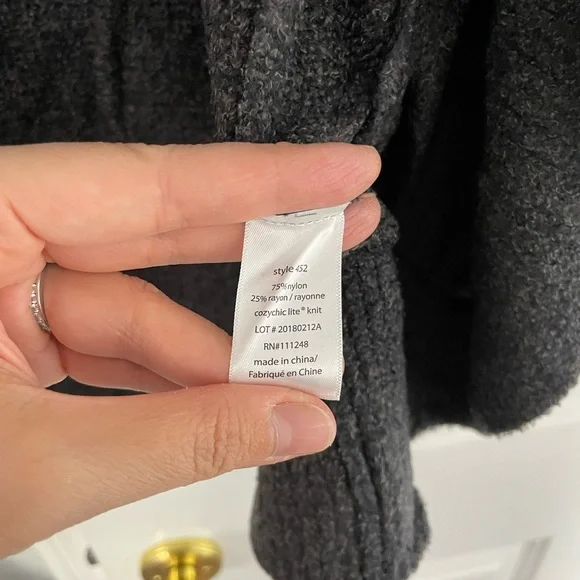 style 452
75% nylon
25% rayon / rayonne
cozychic lite® knit
LOT # 20180212A
RN#111248
made in china/
Fabriqué en Chine